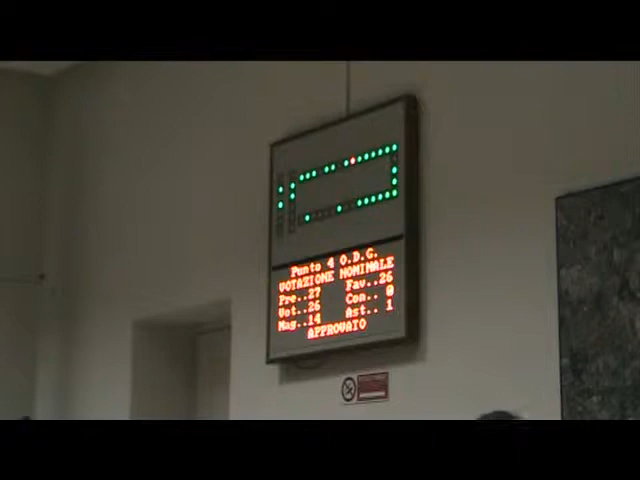 Punto 4 O.D.G.
VOTAZIONE NOMINALE
Pre..27 Fav..26
Vot..26 Con.. 0
Mag..14 Ast.. 1
APPROVATO